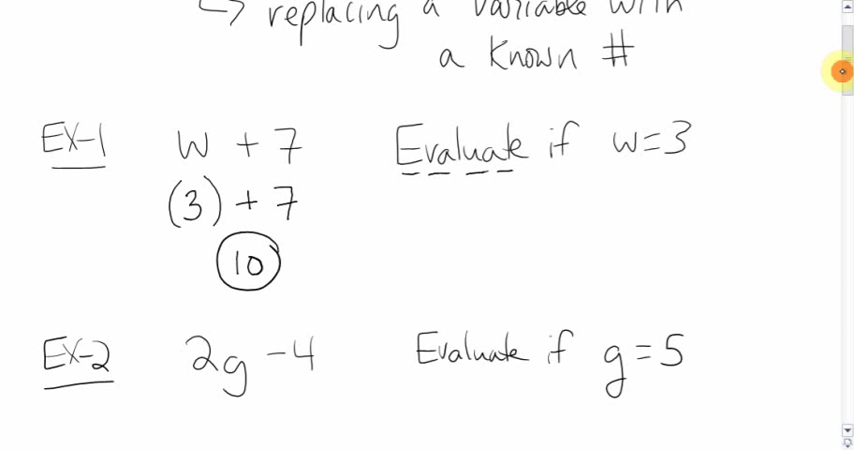 ↳ replacing a variable with
a known #
EX-1 w + 7 Evaluate if w=3
(3) + 7
10
EX-2 2g - 4 Evaluate if g=5